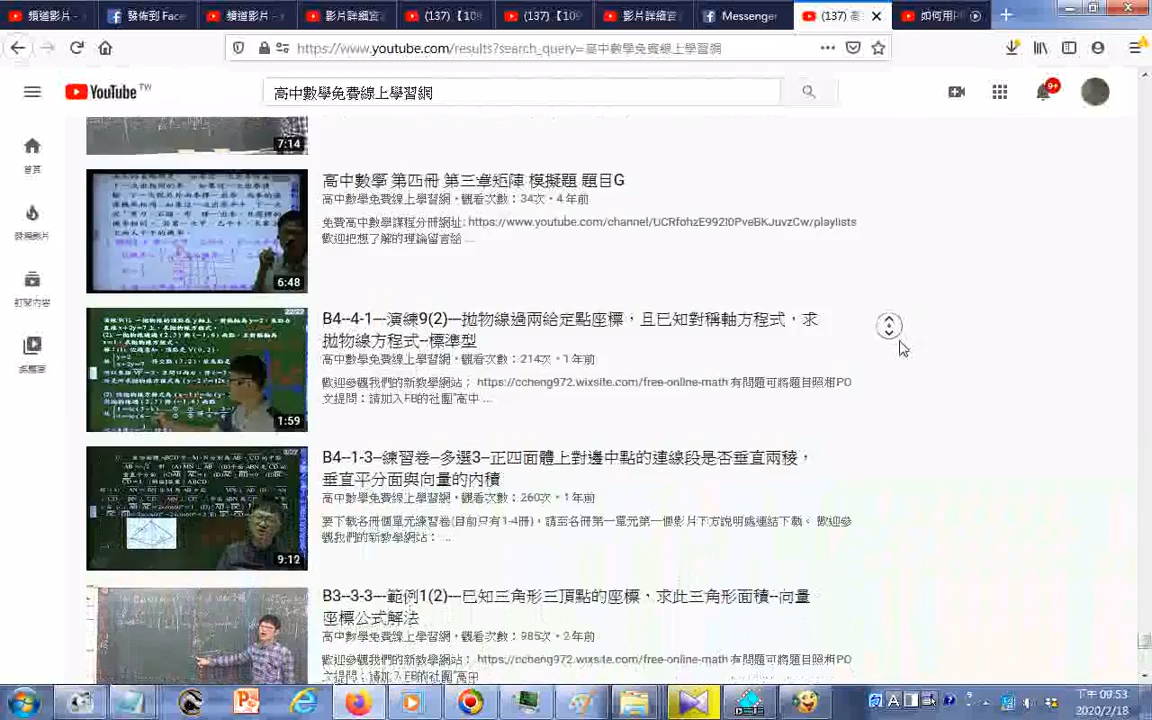 頻道影片 -
發佈到 Face
頻道影片 -
影片詳細資
(137)【109
(137)【109
影片詳細資
Messenger
(137) 高
如何用P
https://www.youtube.com/results?search_query=高中數學免費線上學習網
YouTube TW
高中數學免費線上學習網
9+
首頁
發燒影片
訂閱內容
媒體庫
7:14
高中數學 第四冊 第三章矩陣 模擬題 題目G
高中數學免費線上學習網・觀看次數：34次・4 年前
免費高中數學課程分冊網址: https://www.youtube.com/channel/UCRfohzE992I0PveBKJuvzCw/playlists
歡迎把想了解的理論留言給 ...
6:48
B4--4-1---演練9(2)---拋物線過兩給定點座標，且已知對稱軸方程式，求
拋物線方程式--標準型
高中數學免費線上學習網・觀看次數：214次・1 年前
歡迎參觀我們的新教學網站； https://ccheng972.wixsite.com/free-online-math 有問題可將題目照相PO
文提問：請加入FB的社團"高中 ...
1:59
B4--1-3--練習卷--多選3--正四面體上對邊中點的連線段是否垂直兩稜，
垂直平分面與向量的內積
高中數學免費線上學習網・觀看次數：260次・1 年前
要下載各冊個單元練習卷(目前只有1-4冊)，請至各冊第一單元第一個影片下方說明處連結下載。 歡迎參
觀我們的新教學網站：...
9:12
B3--3-3---範例1(2)---已知三角形三頂點的座標，求此三角形面積--向量
座標公式解法
高中數學免費線上學習網・觀看次數：985次・2 年前
歡迎參觀我們的新教學網站； https://ccheng972.wixsite.com/free-online-math 有問題可將題目照相PO
文提問：請加入FB的社團"高中
下午 09:53
2020/2/18